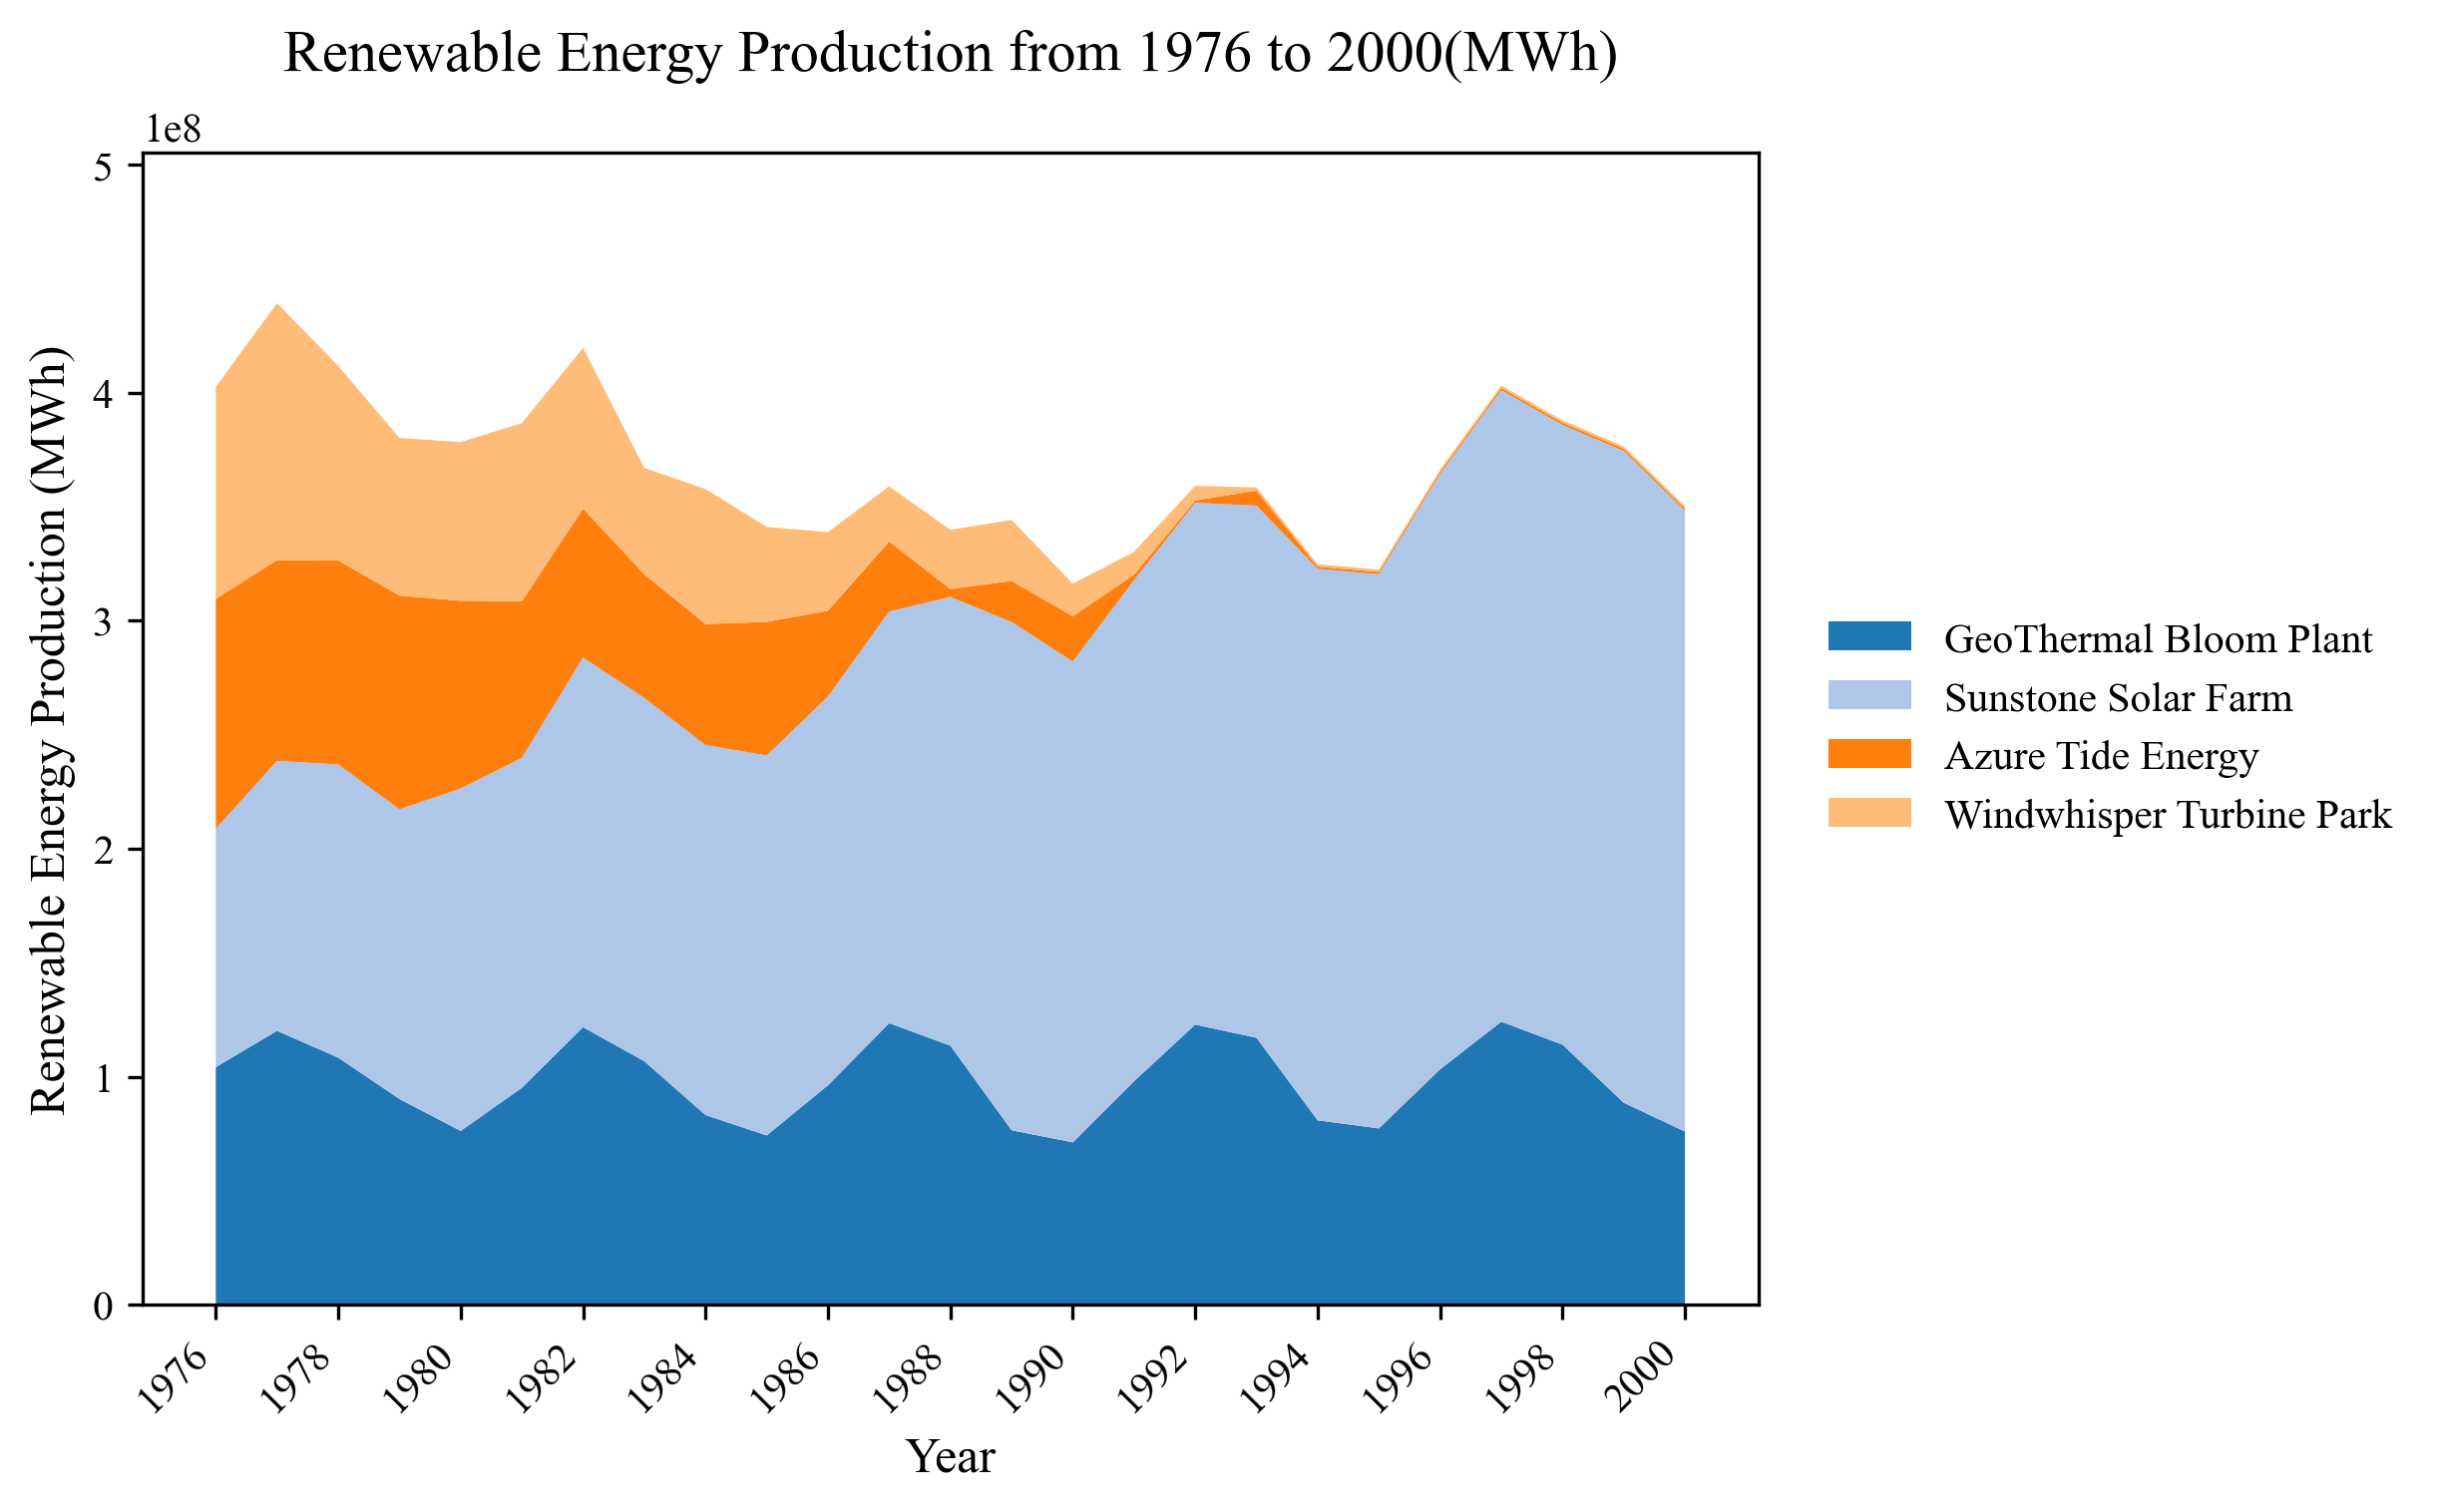 Renewable Energy Production from 1976 to 2000(MWh)
1e8
5
4
3
2
1
0
Renewable Energy Production (MWh)
1976
1978
1980
1982
1984
1986
1988
1990
1992
1994
1996
1998
2000
Year
GeoThermal Bloom Plant
Sunstone Solar Farm
Azure Tide Energy
Windwhisper Turbine Park